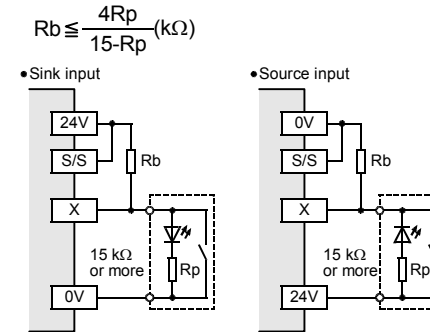 Rb ≦ 4Rp / 15-Rp (kΩ)
•Sink input
24V
S/S
Rb
X
15 kΩ
or more
Rp
0V
•Source input
0V
S/S
Rb
X
15 kΩ
or more
Rp
24V